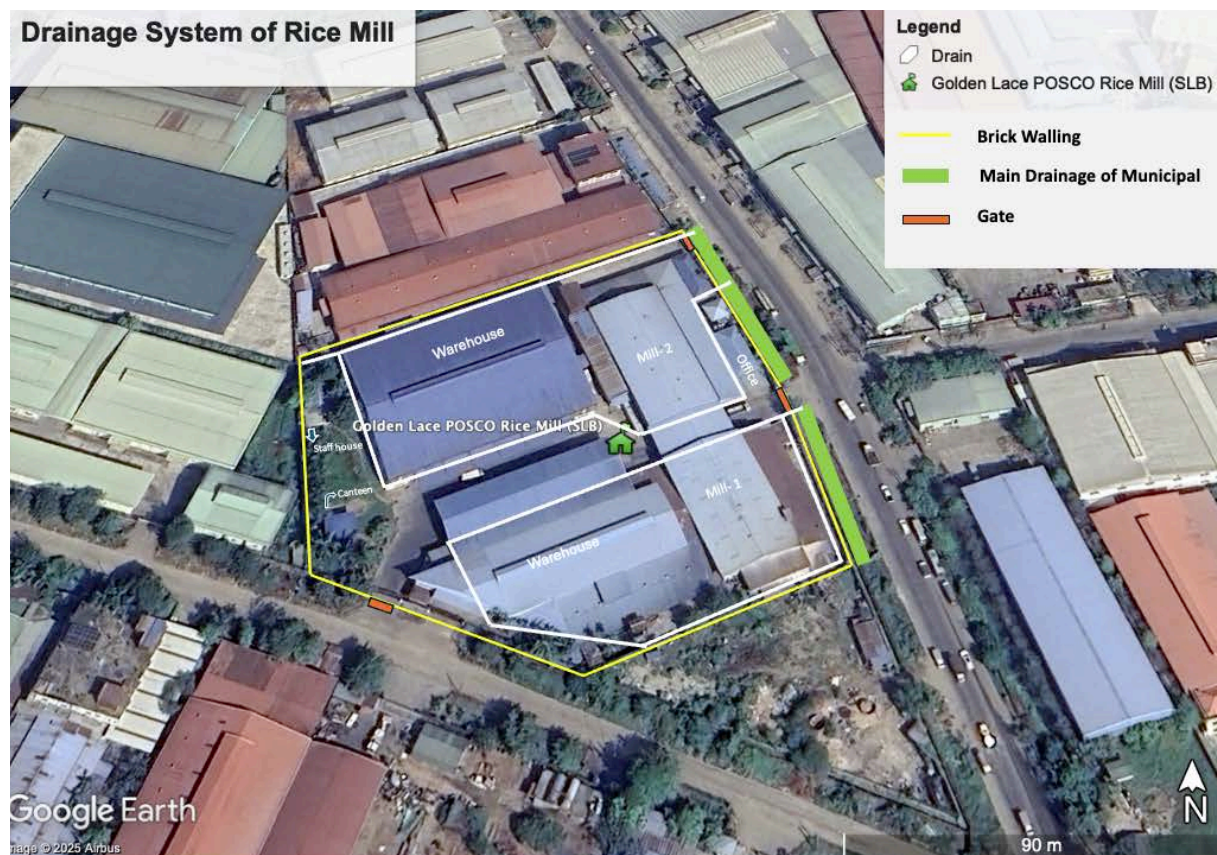 Drainage System of Rice Mill
Legend
Drain
Golden Lace POSCO Rice Mill (SLB)
Brick Walling
Main Drainage of Municipal
Gate
Warehouse
Mill- 2
Office
Golden Lace POSCO Rice Mill (SLB)
Staff house
Canteen
Mill- 1
Warehouse
Google Earth
nage © 2025 Airbus
90 m
N